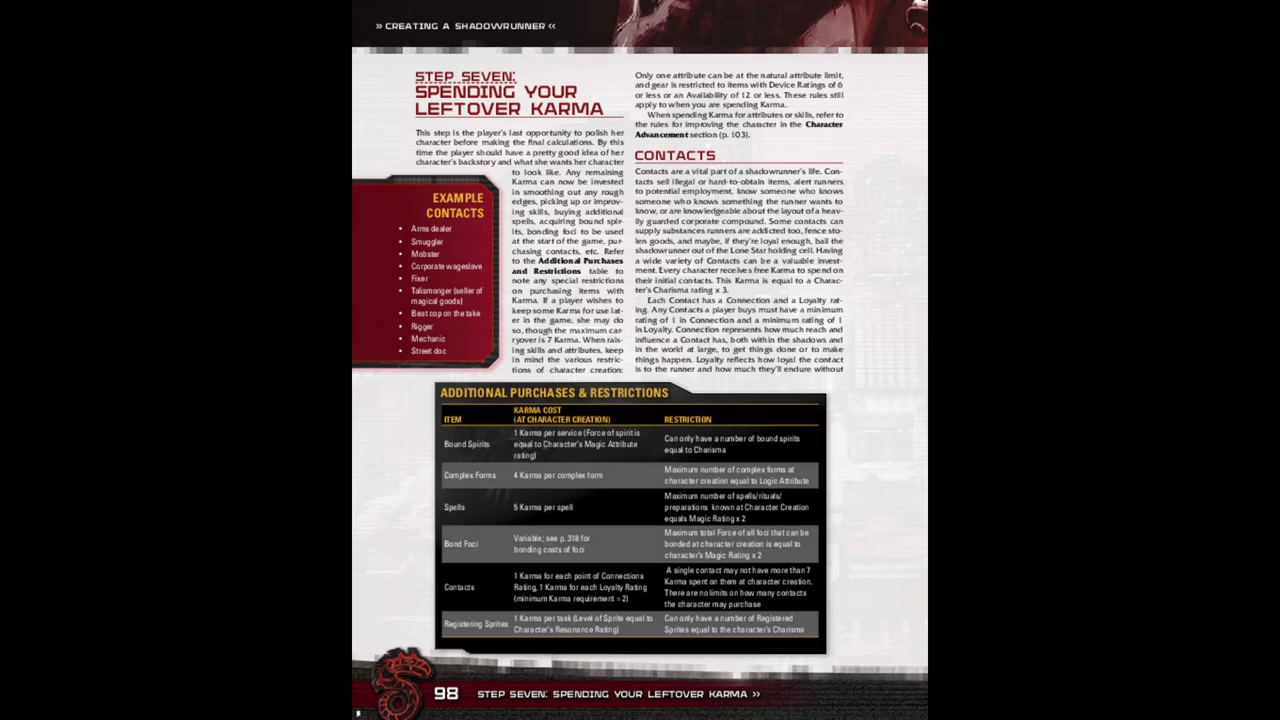 » CREATING A SHADOWRUNNER «
STEP SEVEN:
SPENDING YOUR
LEFTOVER KARMA
This step is the player's last opportunity to polish her
character before making the final calculations. By this
time the player should have a pretty good idea of her
character's backstory and what she wants her character
to look like. Any remaining
Karma can now be invested
in smoothing out any rough
edges, picking up or improv-
ing skills, buying additional
spells, acquiring bound spir-
its, bonding foci to be used
at the start of the game, pur-
chasing contacts, etc. Refer
to the Additional Purchases
and Restrictions table to
note any special restrictions
on purchasing items with
Karma. If a player wishes to
keep some Karma for use lat-
er in the game, she may do
so, though the maximum car-
ryover is 7 Karma. When rais-
ing skills and attributes, keep
in mind the various restric-
tions of character creation:
EXAMPLE
CONTACTS
• Arms dealer
• Smuggler
• Mobster
• Corporate wageslave
• Fixer
• Talismonger (seller of
magical goods)
• Beat cop on the take
• Rigger
• Mechanic
• Street doc
Only one attribute can be at the natural attribute limit,
and gear is restricted to items with Device Ratings of 6
or less or an Availability of 12 or less. These rules still
apply to when you are spending Karma.
When spending Karma for attributes or skills, refer to
the rules for improving the character in the Character
Advancement section (p. 103).
CONTACTS
Contacts are a vital part of a shadowrunner's life. Con-
tacts sell illegal or hard-to-obtain items, alert runners
to potential employment, know someone who knows
someone who knows something the runner wants to
know, or are knowledgeable about the layout of a heav-
ily guarded corporate compound. Some contacts can
supply substances runners are addicted too, fence sto-
len goods, and maybe, if they're loyal enough, bail the
shadowrunner out of the Lone Star holding cell. Having
a wide variety of Contacts can be a valuable invest-
ment. Every character receives free Karma to spend on
their initial contacts. This Karma is equal to a Charac-
ter's Charisma rating x 3.
Each Contact has a Connection and a Loyalty rat-
ing. Any Contacts a player buys must have a minimum
rating of 1 in Connection and a minimum rating of 1
in Loyalty. Connection represents how much reach and
influence a Contact has, both within the shadows and
in the world at large, to get things done or to make
things happen. Loyalty reflects how loyal the contact
is to the runner and how much they'll endure without
ADDITIONAL PURCHASES & RESTRICTIONS
ITEM KARMA COST (AT CHARACTER CREATION) RESTRICTION
Bound Spirits
1 Karma per service (Force of spirit is
equal to Character's Magic Attribute
rating)
Can only have a number of bound spirits
equal to Charisma
Complex Forms
4 Karma per complex form
Maximum number of complex forms at
character creation equal to Logic Attribute
Spells
5 Karma per spell
Maximum number of spells/rituals/
preparations known at Character Creation
equals Magic Rating x 2
Bond Foci
Variable; see p. 318 for
bonding costs of foci
Maximum total Force of all foci that can be
bonded at character creation is equal to
character's Magic Rating x 2
Contacts
1 Karma for each point of Connections
Rating, 1 Karma for each Loyalty Rating
(minimum Karma requirement = 2)
A single contact may not have more than 7
Karma spent on them at character creation.
There are no limits on how many contacts
the character may purchase
Registering Sprites
1 Karma per task (Level of Sprite equal to
Character's Resonance Rating)
Can only have a number of Registered
Sprites equal to the character's Charisma
98 STEP SEVEN: SPENDING YOUR LEFTOVER KARMA »